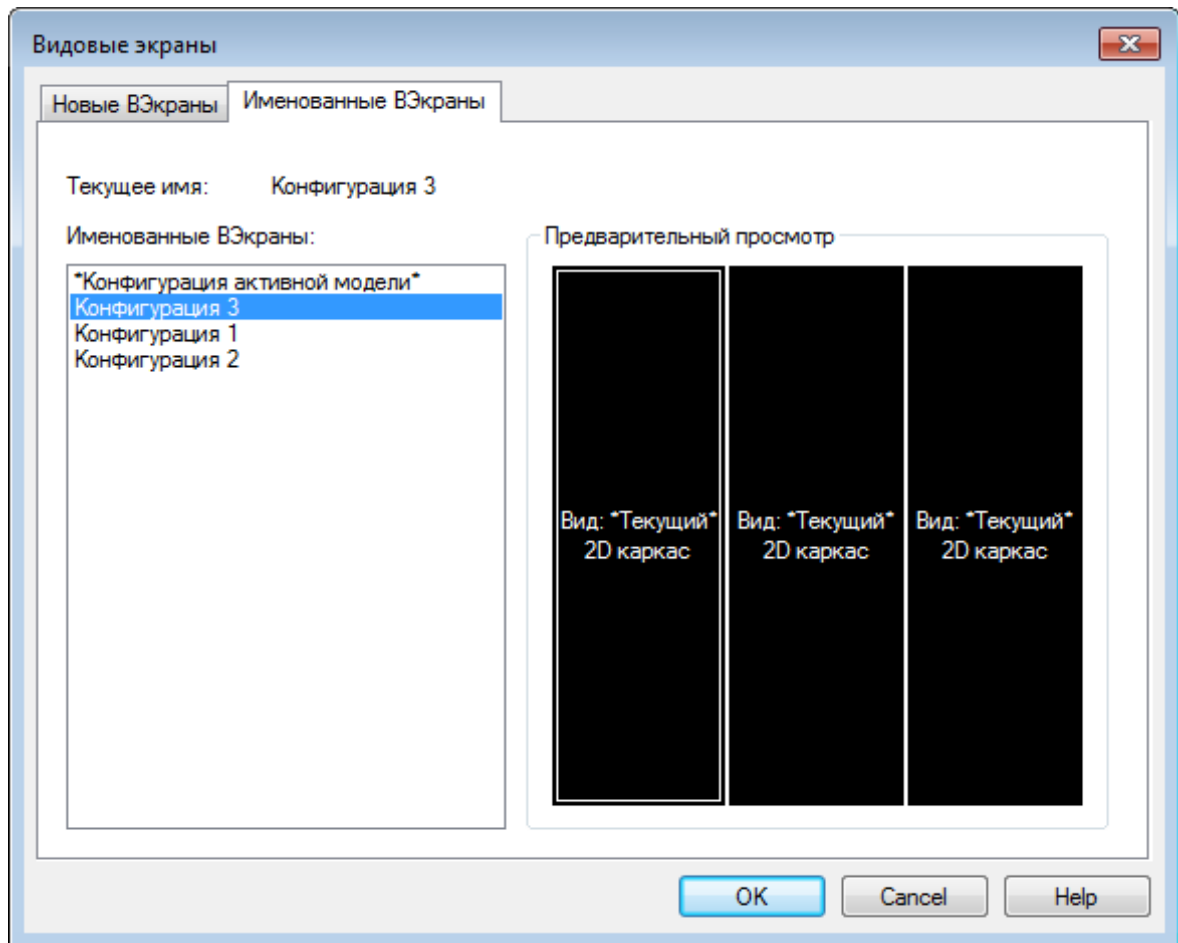 Видовые экраны
Новые ВЭкраны
Именованные ВЭкраны
Текущее имя: Конфигурация 3
Именованные ВЭкраны:
*Конфигурация активной модели*
Конфигурация 3
Конфигурация 1
Конфигурация 2
Предварительный просмотр
Вид: *Текущий*
2D каркас
Вид: *Текущий*
2D каркас
Вид: *Текущий*
2D каркас
OK
Cancel
Help